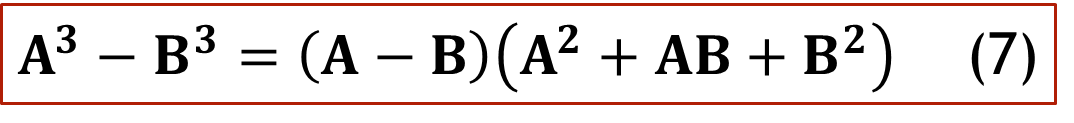 A³ − B³ = (A − B)(A² + AB + B²) (7)